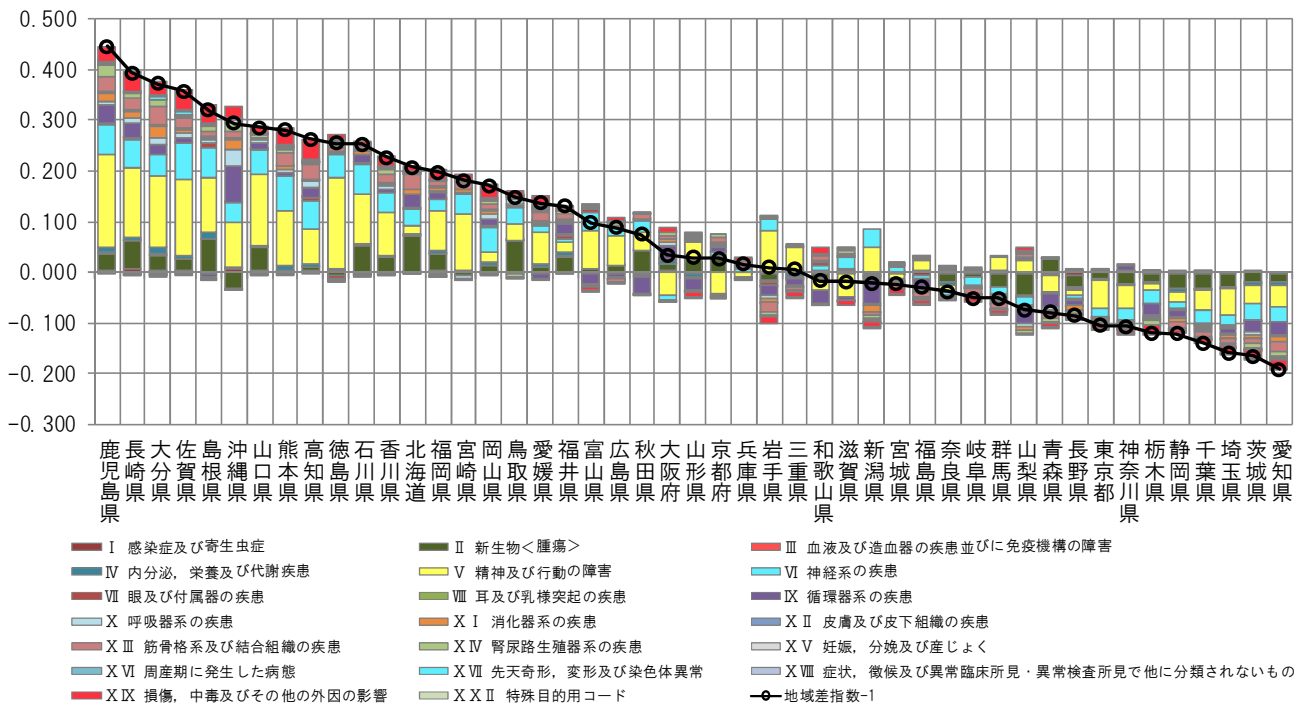 0.500
0.400
0.300
0.200
0.100
0.000
-0.100
-0.200
-0.300
鹿児島県
長崎県
大分県
佐賀県
島根県
沖縄県
山口県
熊本県
高知県
徳島県
石川県
香川県
北海道
福岡県
宮崎県
岡山県
鳥取県
愛媛県
福井県
富山県
広島県
秋田県
大阪府
山形県
京都府
兵庫県
岩手県
三重県
和歌山県
滋賀県
新潟県
宮城県
福島県
奈良県
岐阜県
群馬県
山梨県
青森県
長野県
東京都
神奈川県
栃木県
静岡県
千葉県
埼玉県
茨城県
愛知県
Ⅰ 感染症及び寄生虫症
Ⅱ 新生物<腫瘍>
Ⅲ 血液及び造血器の疾患並びに免疫機構の障害
Ⅳ 内分泌，栄養及び代謝疾患
Ⅴ 精神及び行動の障害
Ⅵ 神経系の疾患
Ⅶ 眼及び付属器の疾患
Ⅷ 耳及び乳様突起の疾患
Ⅸ 循環器系の疾患
Ⅹ 呼吸器系の疾患
ⅩⅠ 消化器系の疾患
ⅩⅡ 皮膚及び皮下組織の疾患
ⅩⅢ 筋骨格系及び結合組織の疾患
ⅩⅣ 腎尿路生殖器系の疾患
ⅩⅤ 妊娠，分娩及び産じょく
ⅩⅥ 周産期に発生した病態
ⅩⅦ 先天奇形，変形及び染色体異常
ⅩⅧ 症状，徴候及び異常臨床所見・異常検査所見で他に分類されないもの
ⅩⅨ 損傷，中毒及びその他の外因の影響
ⅩⅩⅡ 特殊目的用コード
地域差指数-1